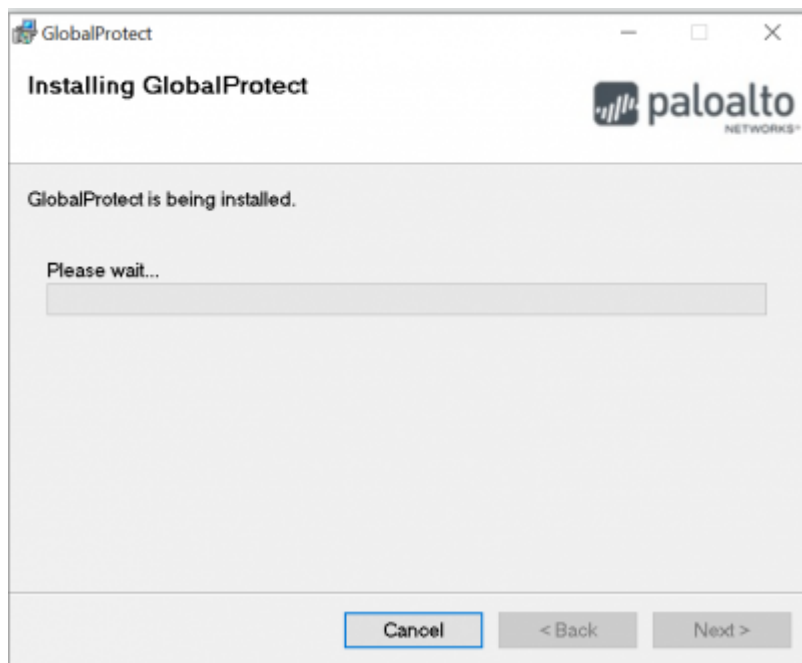 GlobalProtect
Installing GlobalProtect
paloalto
NETWORKS
GlobalProtect is being installed.
Please wait...
Cancel
< Back
Next >